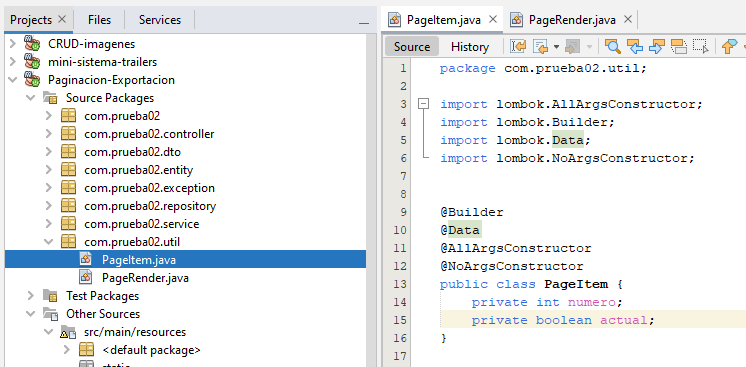 Projects
Files
Services
CRUD-imagenes
mini-sistema-trailers
Paginacion-Exportacion
Source Packages
com.prueba02
com.prueba02.controller
com.prueba02.dto
com.prueba02.entity
com.prueba02.exception
com.prueba02.repository
com.prueba02.service
com.prueba02.util
PageItem.java
PageRender.java
Test Packages
Other Sources
src/main/resources
<default package>
static
PageItem.java
PageRender.java
Source
History
1 package com.prueba02.util;
2
3 import lombok.AllArgsConstructor;
4 import lombok.Builder;
5 import lombok.Data;
6 import lombok.NoArgsConstructor;
7
8
9 @Builder
10 @Data
11 @AllArgsConstructor
12 @NoArgsConstructor
13 public class PageItem {
14 private int numero;
15 private boolean actual;
16 }
17